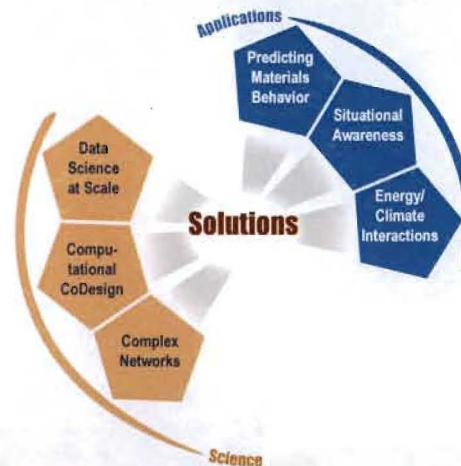 Applications
Predicting
Materials
Behavior
Situational
Awareness
Energy/
Climate
Interactions
Data
Science
at Scale
Solutions
Compu-
tational
CoDesign
Complex
Networks
Science